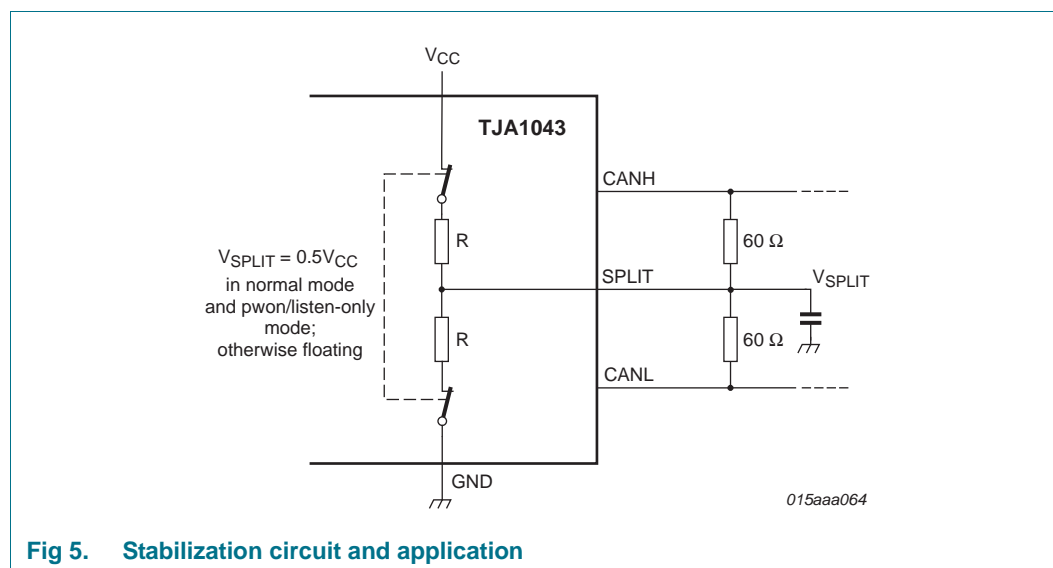 VCC
TJA1043
CANH
R
60 Ω
VSPLIT = 0.5VCC
in normal mode
and pwon/listen-only
mode;
otherwise floating
SPLIT
VSPLIT
R
60 Ω
CANL
GND
015aaa064
Fig 5. Stabilization circuit and application